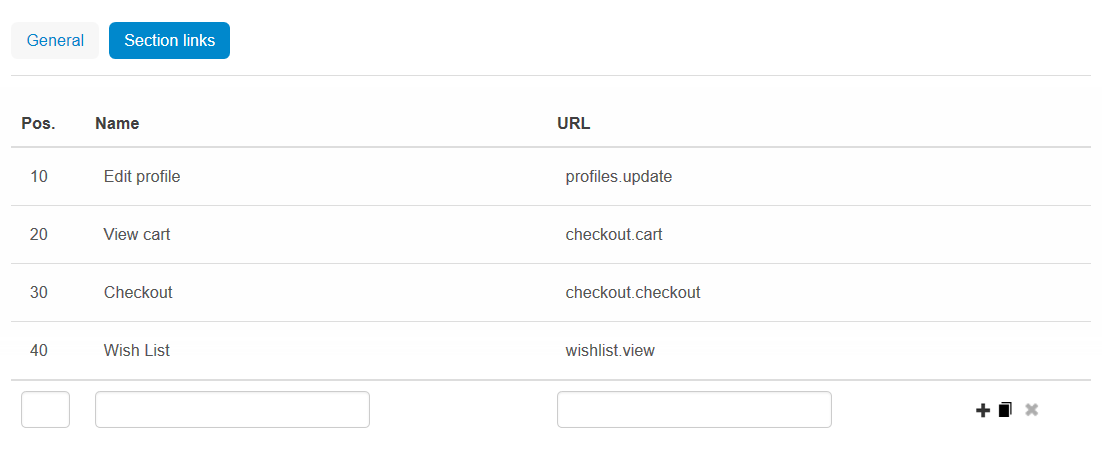 General Section links
Pos. Name URL
10 Edit profile profiles.update
20 View cart checkout.cart
30 Checkout checkout.checkout
40 Wish List wishlist.view